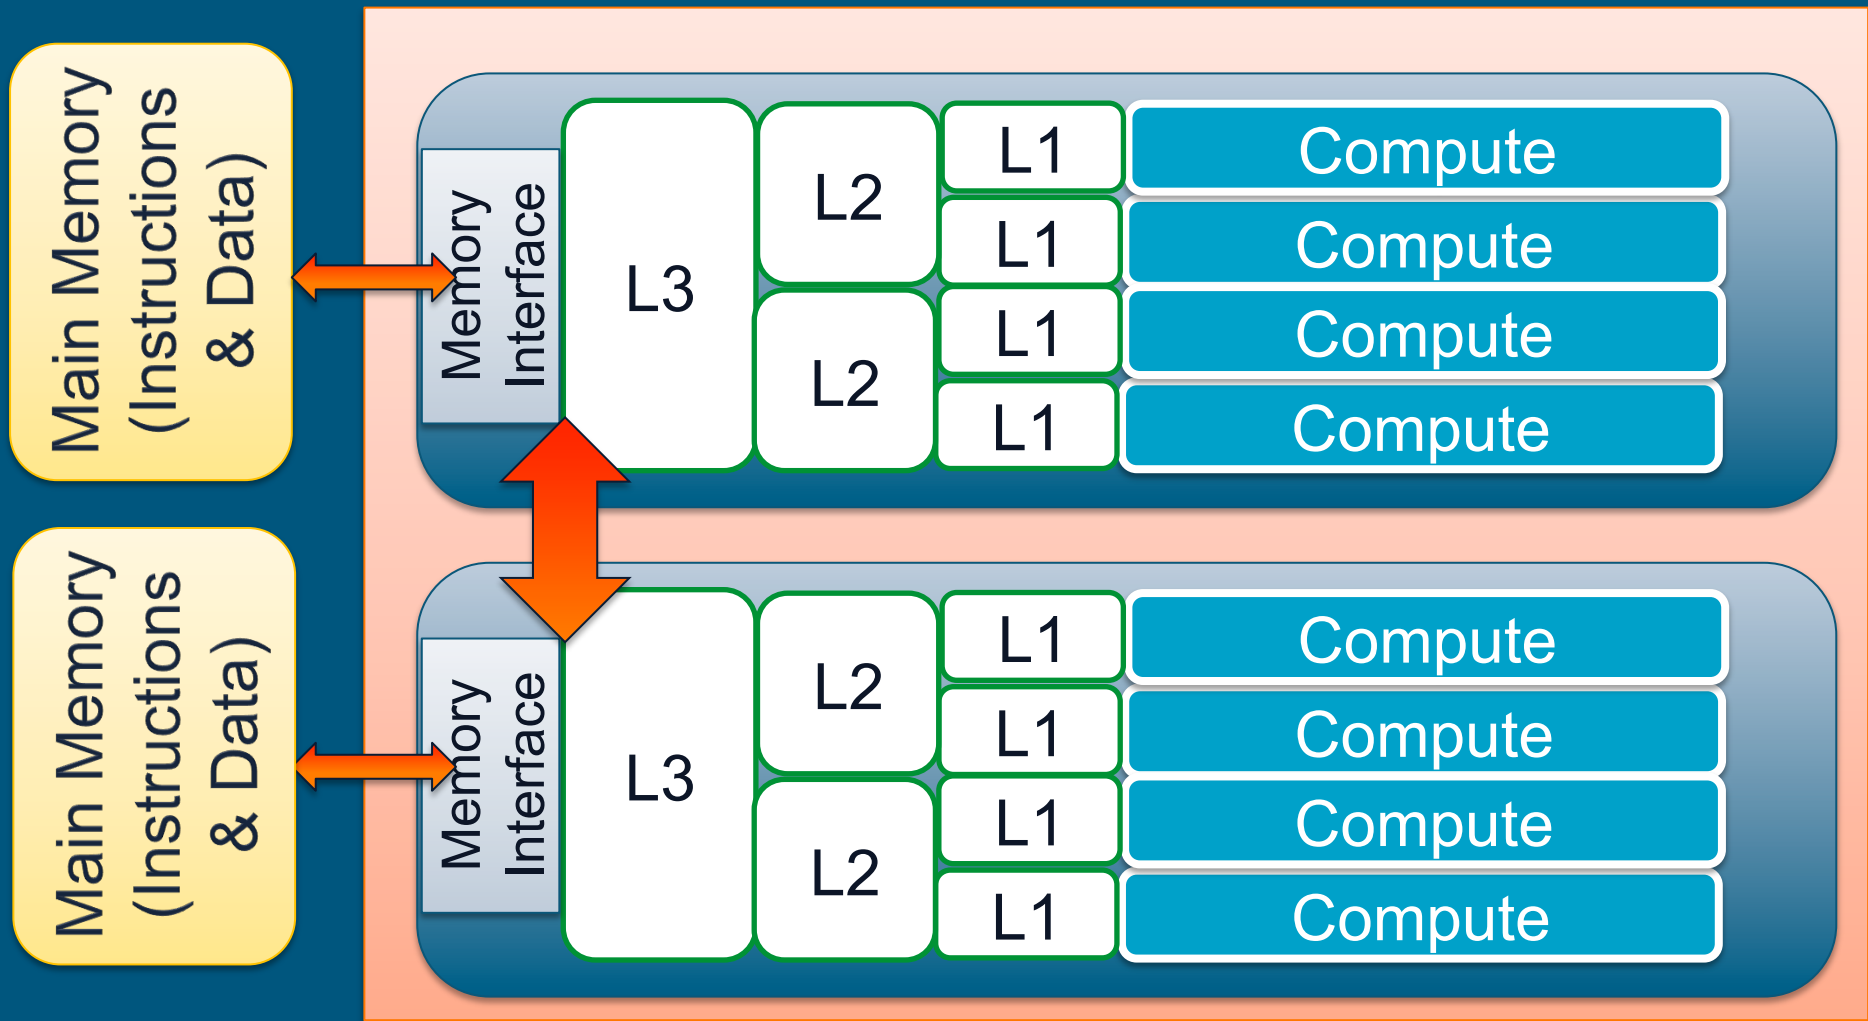 Main Memory
(Instructions
& Data)
Memory
Interface
L3
L2
L2
L1
Compute
L1
Compute
L1
Compute
L1
Compute
Main Memory
(Instructions
& Data)
Memory
Interface
L3
L2
L2
L1
Compute
L1
Compute
L1
Compute
L1
Compute